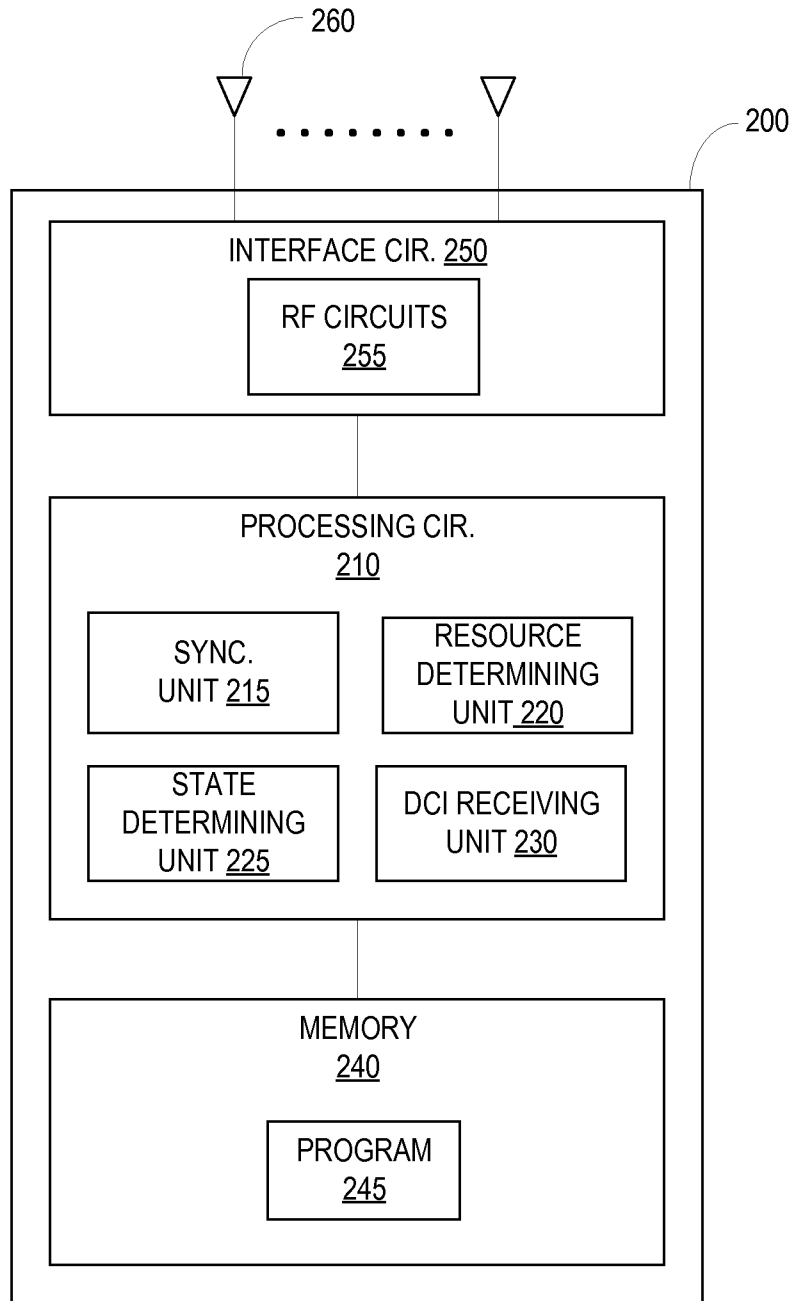 260
200
INTERFACE CIR. 250
RF CIRCUITS
255
PROCESSING CIR.
210
SYNC.
UNIT 215
RESOURCE
DETERMINING
UNIT 220
STATE
DETERMINING
UNIT 225
DCI RECEIVING
UNIT 230
MEMORY
240
PROGRAM
245